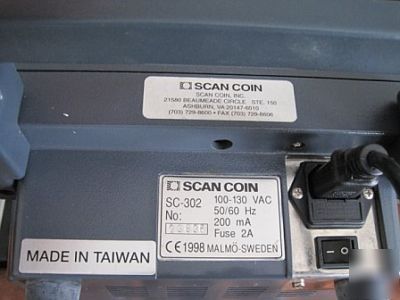 SCAN COIN
SCAN COIN, INC.
21580 BEAUMEADE CIRCLE STE. 150
ASHBURN, VA 20147-6010
(703) 729-8600 • FAX (703) 729-8606
SCAN COIN
SC-302 100-130 VAC
No: 50/60 Hz
200 mA
Fuse 2A
CE 1998 MALMÖ-SWEDEN
MADE IN TAIWAN